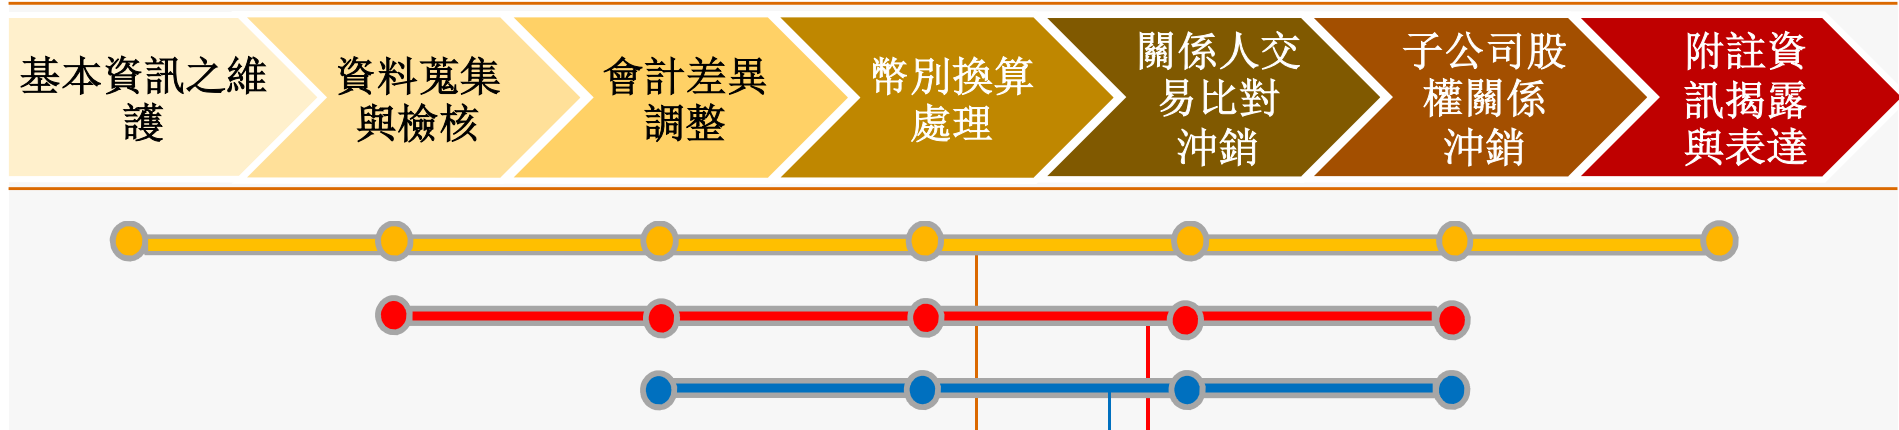 基本資訊之維
護
資料蒐集
與檢核
會計差異
調整
幣別換算
處理
關係人交
易比對
沖銷
子公司股
權關係
沖銷
附註資
訊揭露
與表達